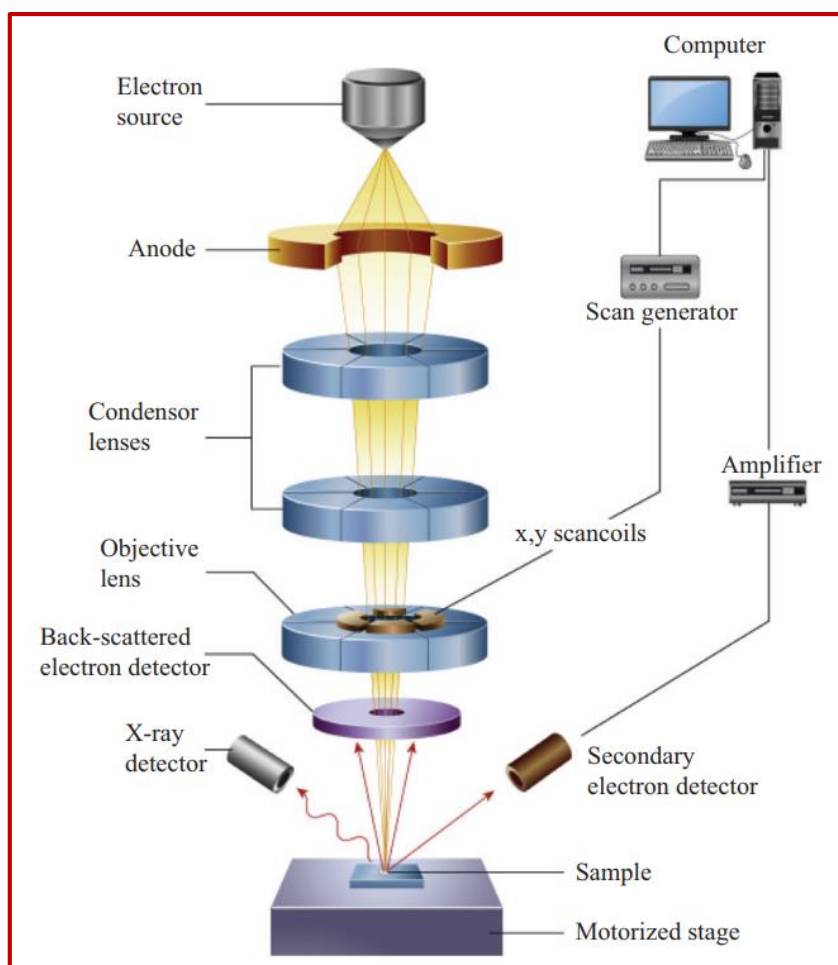 Computer
Electron
source
Anode
Scan generator
Condensor
lenses
Amplifier
x,y scancoils
Objective
lens
Back-scattered
electron detector
X-ray
detector
Secondary
electron detector
Sample
Motorized stage